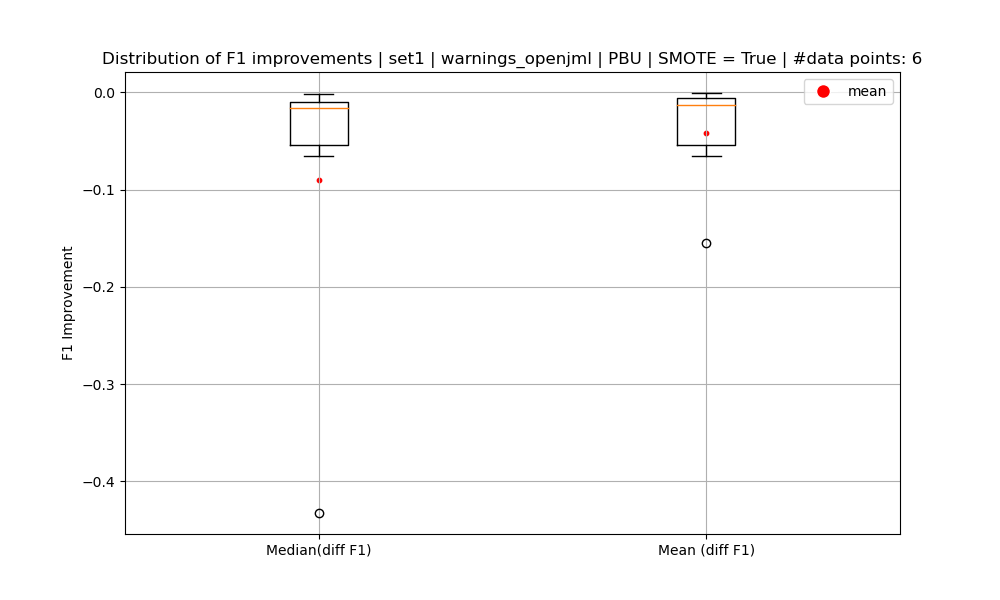 Distribution of F1 improvements | set1 | warnings_openjml | PBU | SMOTE = True | #data points: 6
mean
0.0
−0.1
−0.2
−0.3
−0.4
F1 Improvement
Median(diff F1)
Mean (diff F1)